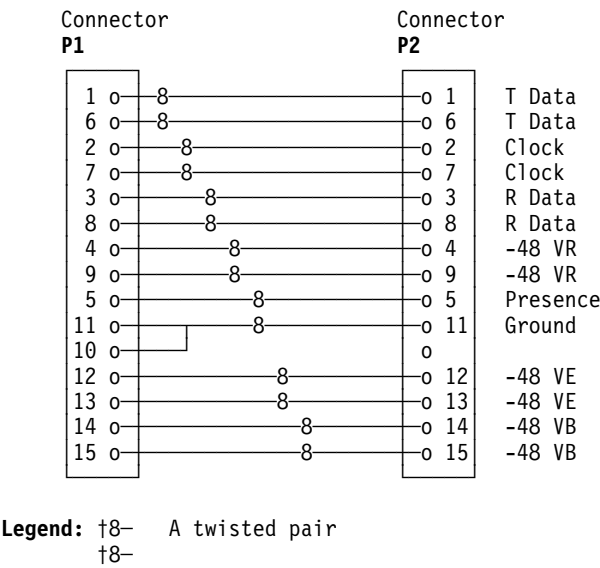 Connector Connector
P1 P2
1 o—8—o 1 T Data
6 o—8—o 6 T Data
2 o—8—o 2 Clock
7 o—8—o 7 Clock
3 o—8—o 3 R Data
8 o—8—o 8 R Data
4 o—8—o 4 -48 VR
9 o—8—o 9 -48 VR
5 o—8—o 5 Presence
11 o—8—o 11 Ground
10 o o
12 o—8—o 12 -48 VE
13 o—8—o 13 -48 VE
14 o—8—o 14 -48 VB
15 o—8—o 15 -48 VB
Legend: †8— A twisted pair
†8—